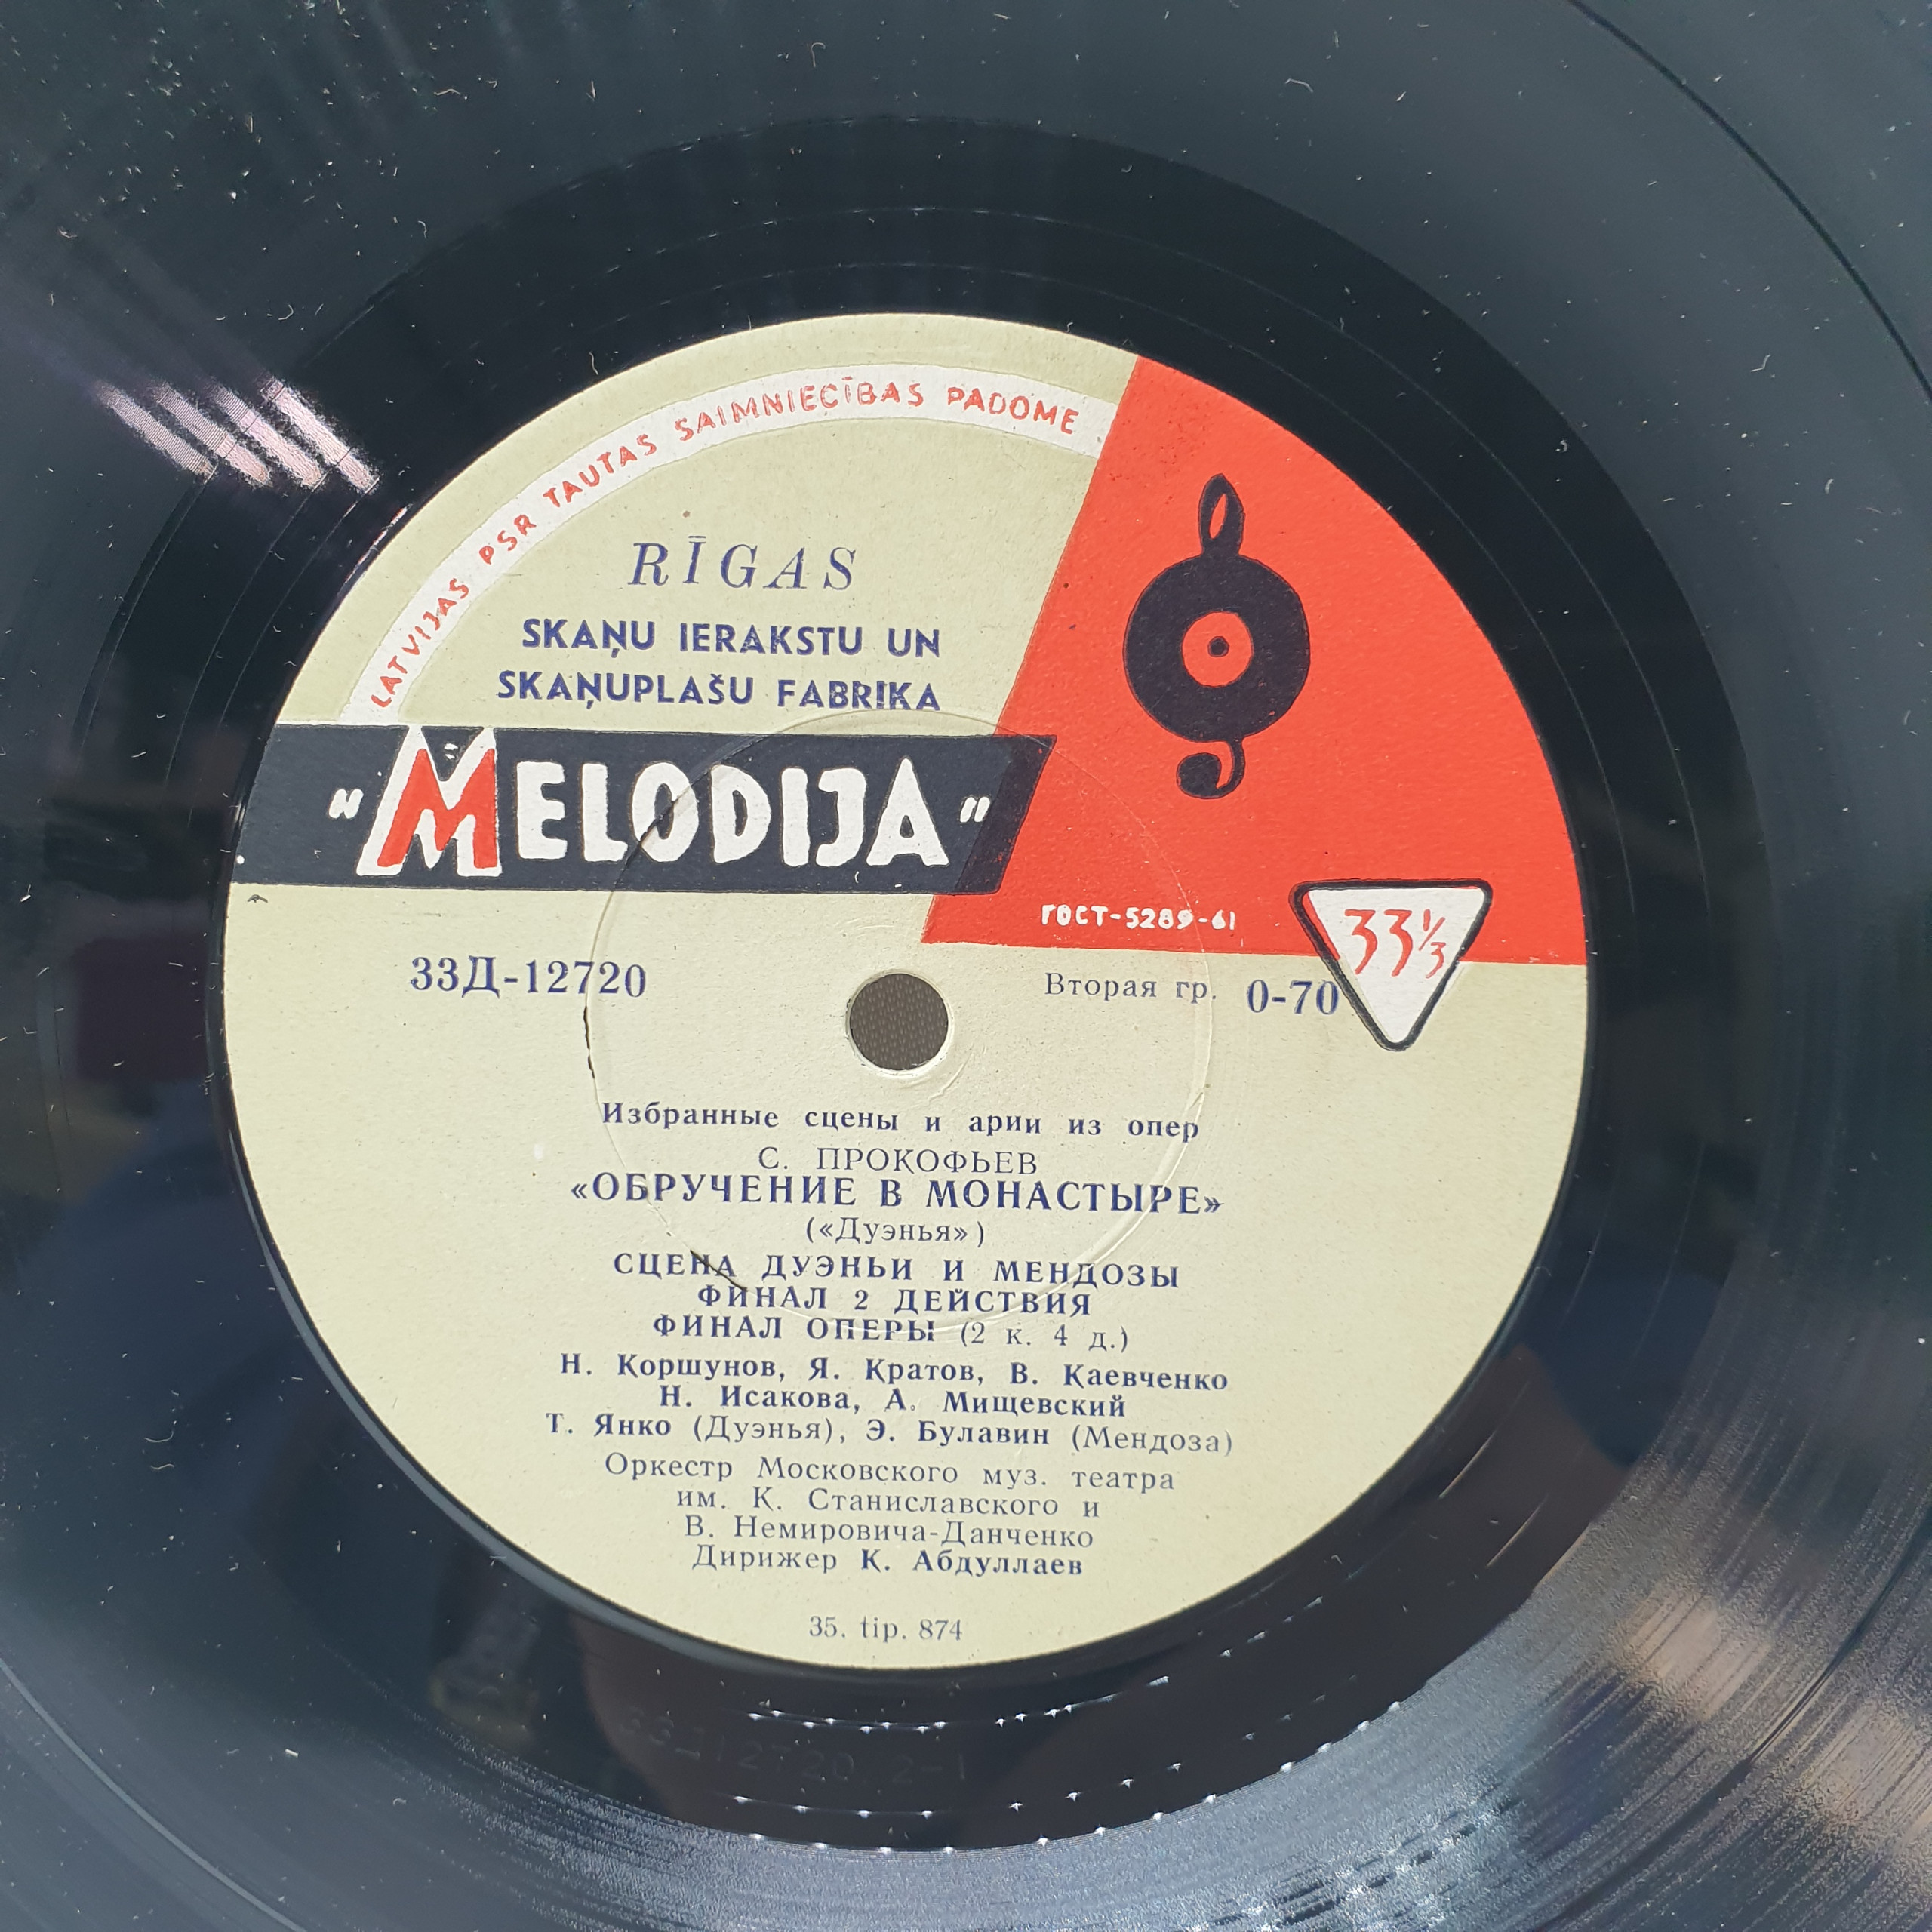 LATVIJAS PSR TAUTAS SAIMNIECĪBAS PADOME
RĪGAS
SKAŅU IERAKSTU UN
SKAŅUPLAŠU FABRIKA
"MELODIJA"
ГОСТ-5289-61
33⅓
33Д-12720
Вторая гр. 0-70
Избранные сцены и арии из опер
С. ПРОКОФЬЕВ
«ОБРУЧЕНИЕ В МОНАСТЫРЕ»
(«Дуэнья»)
СЦЕНА ДУЭНЬИ И МЕНДОЗЫ
ФИНАЛ 2 ДЕЙСТВИЯ
ФИНАЛ ОПЕРЫ (2 к. 4 д.)
Н. Коршунов, Я. Кратов, В. Каевченко
Н. Исакова, А. Мищевский
Т. Янко (Дуэнья), Э. Булавин (Мендоза)
Оркестр Московского муз. театра
им. К. Станиславского и
В. Немировича-Данченко
Дирижер К. Абдуллаев
35. tip. 874
33Д12720 2-1